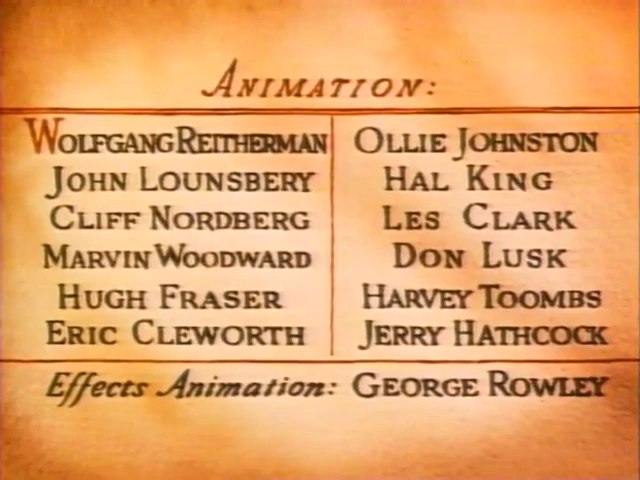 ANIMATION:
WOLFGANG REITHERMAN
JOHN LOUNSBERY
CLIFF NORDBERG
MARVIN WOODWARD
HUGH FRASER
ERIC CLEWORTH
OLLIE JOHNSTON
HAL KING
LES CLARK
DON LUSK
HARVEY TOOMBS
JERRY HATHCOCK
Effects Animation: GEORGE ROWLEY